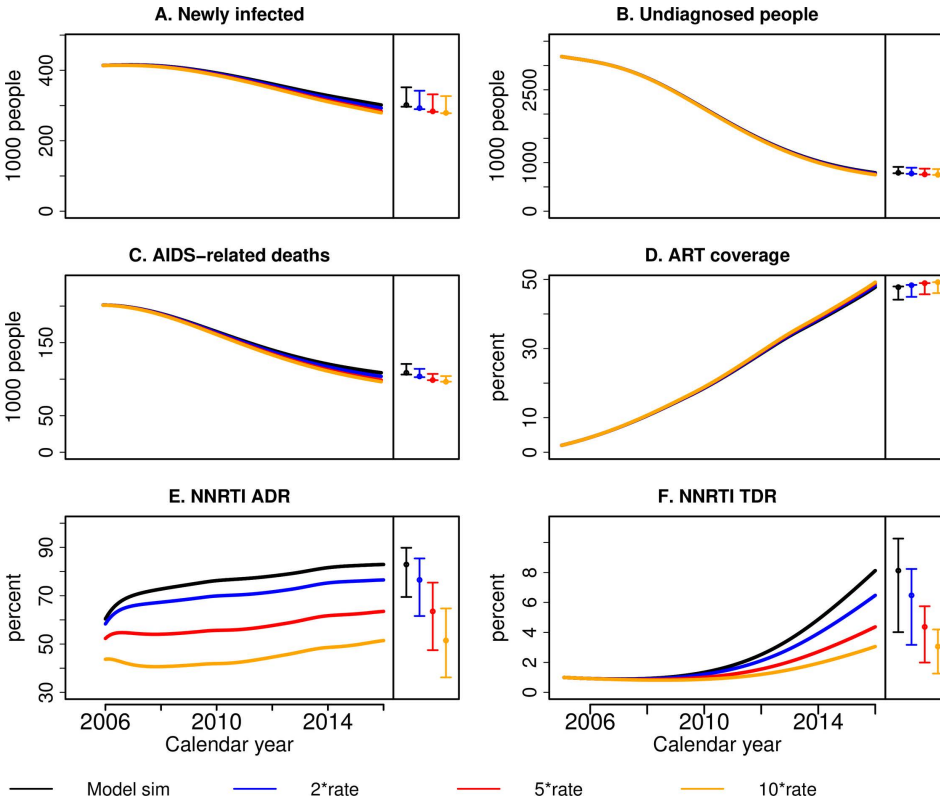 A. Newly infected
1000 people
400
200
0
B. Undiagnosed people
1000 people
2500
1000
0
C. AIDS−related deaths
1000 people
150
50
0
D. ART coverage
percent
50
30
10
0
E. NNRTI ADR
percent
90
70
50
30
2006 2010 2014
Calendar year
F. NNRTI TDR
percent
8
6
4
2
0
2006 2010 2014
Calendar year
Model sim 2*rate 5*rate 10*rate